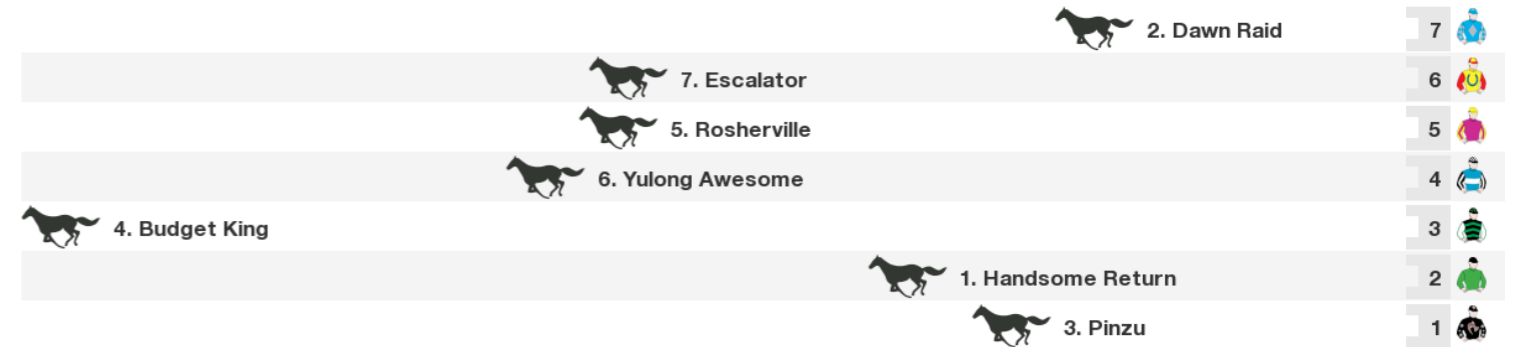 2. Dawn Raid 7
7. Escalator 6
5. Rosherville 5
6. Yulong Awesome 4
4. Budget King 3
1. Handsome Return 2
3. Pinzu 1